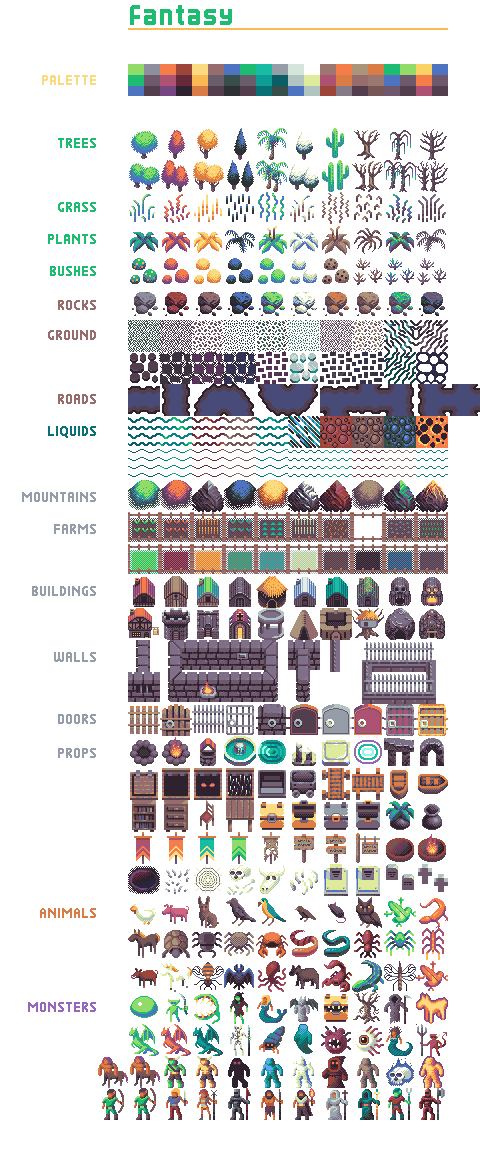 Fantasy
PALETTE
TREES
GRASS
PLANTS
BUSHES
ROCKS
GROUND
ROADS
LIQUIDS
MOUNTAINS
FARMS
BUILDINGS
WALLS
DOORS
PROPS
ANIMALS
MONSTERS